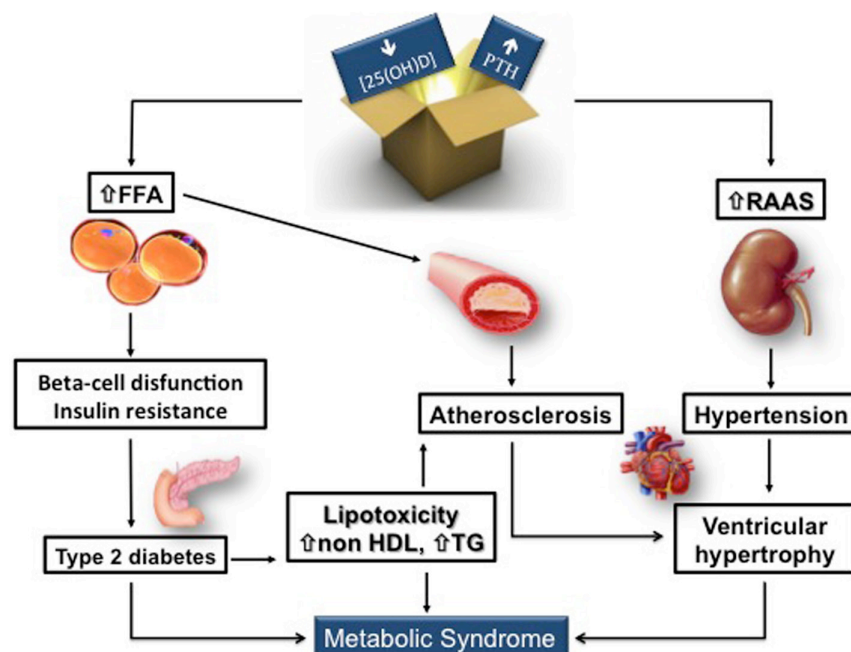 ⬇
[25(OH)D]
⬆
PTH
⇧FFA
⇧RAAS
Beta-cell disfunction
Insulin resistance
Atherosclerosis
Hypertension
Lipotoxicity
⇧non HDL, ⇧TG
Ventricular
hypertrophy
Type 2 diabetes
Metabolic Syndrome